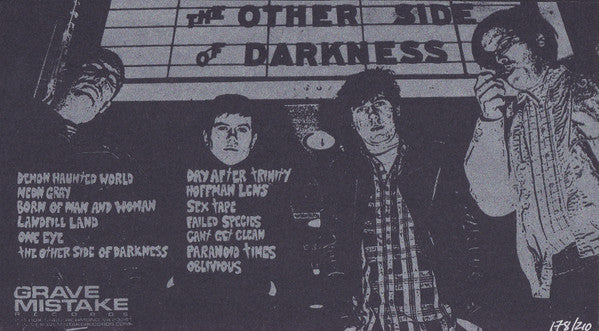 THE OTHER SIDE
OF DARKNESS
DEMON HAUNTED WORLD
NEON GRAY
BORN OF MAN AND WOMAN
LANDFILL LAND
ONE EYE
THE OTHER SIDE OF DARKNESS
DAY AFTER TRINITY
HOFFMAN LENS
SEX TAPE
FAILED SPECIES
CANT GET CLEAN
PARANOID TIMES
OBLIVIOUS
GRAVE
MISTAKE
RECORDS
178/210